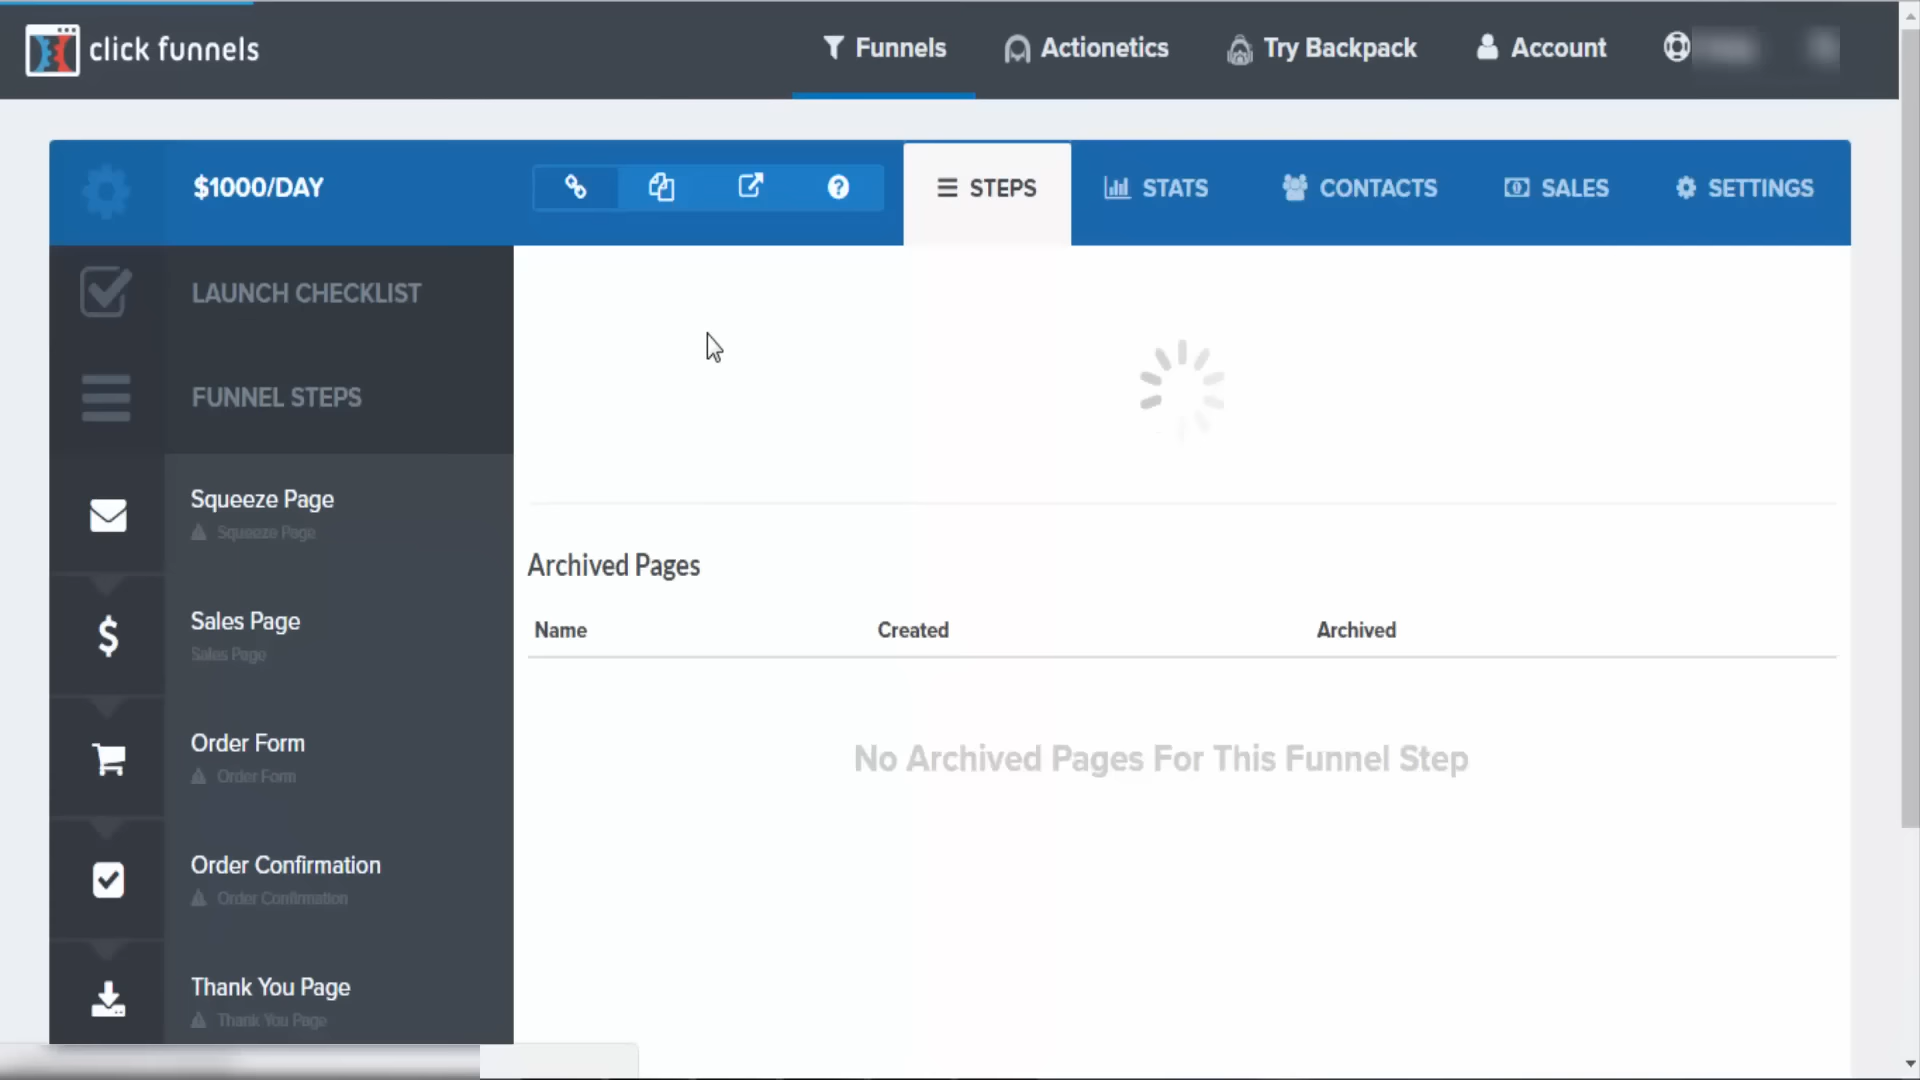 click funnels
Funnels
Actionetics
Try Backpack
Account
$1000/DAY
STEPS
STATS
CONTACTS
SALES
SETTINGS
LAUNCH CHECKLIST
FUNNEL STEPS
Squeeze Page
Squeeze Page
Sales Page
Sales Page
Order Form
Order Form
Order Confirmation
Order Confirmation
Thank You Page
Thank You Page
Archived Pages
Name Created Archived
No Archived Pages For This Funnel Step